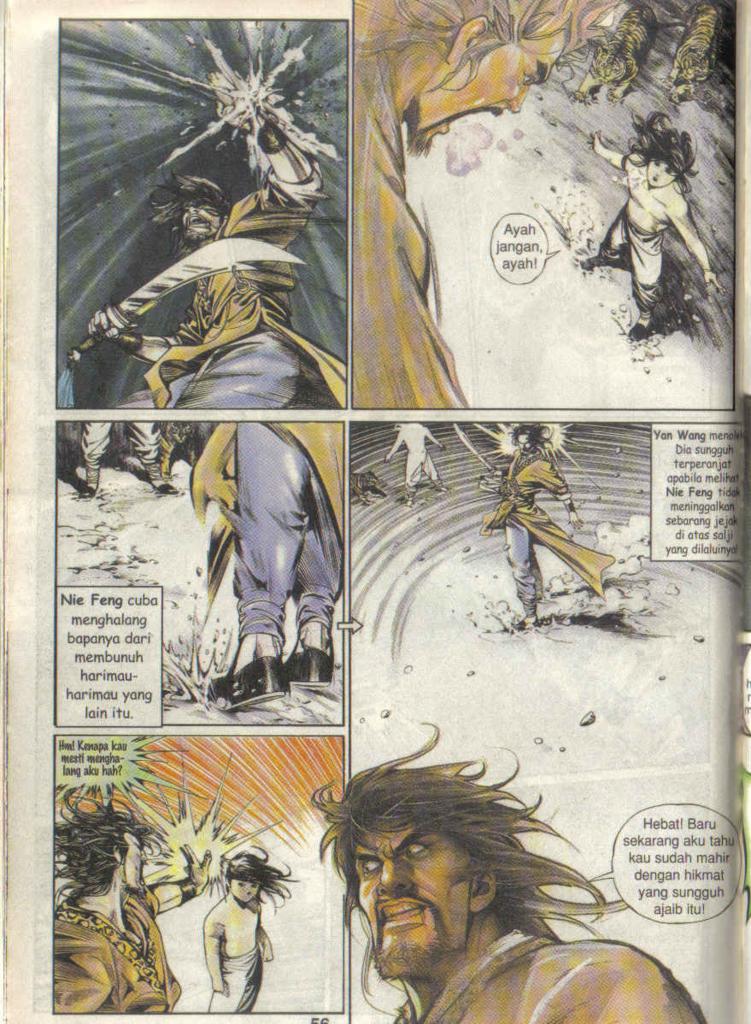 Ayah
jangan,
ayah!
Nie Feng cuba
menghalang
bapanya dari
membunuh
harimau-
harimau yang
lain itu.
Yan Wang menoleh
Dia sungguh
terperanjat
apabila melihat
Nie Feng tidak
meninggalkan
sebarang jejak
di atas salji
yang dilaluinya!
Hm! Kenapa kau
mesti mengha-
lang aku hah?
Hebat! Baru
sekarang aku tahu
kau sudah mahir
dengan hikmat
yang sungguh
ajaib itu!
56